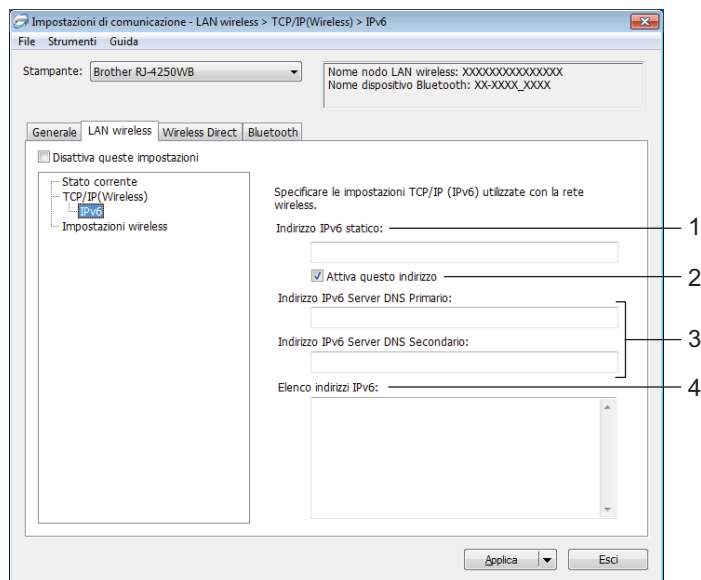 Impostazioni di comunicazione - LAN wireless > TCP/IP(Wireless) > IPv6
File Strumenti Guida
Stampante: Brother RJ-4250WB
Nome nodo LAN wireless: XXXXXXXXXXXXXXX
Nome dispositivo Bluetooth: XX-XXXX_XXXX
Generale LAN wireless Wireless Direct Bluetooth
Disattiva queste impostazioni
Stato corrente
TCP/IP(Wireless)
IPv6
Impostazioni wireless
Specificare le impostazioni TCP/IP (IPv6) utilizzate con la rete
wireless.
Indirizzo IPv6 statico: 1
Attiva questo indirizzo 2
Indirizzo IPv6 Server DNS Primario:
3
Indirizzo IPv6 Server DNS Secondario:
Elenco indirizzi IPv6: 4
Applica Esci